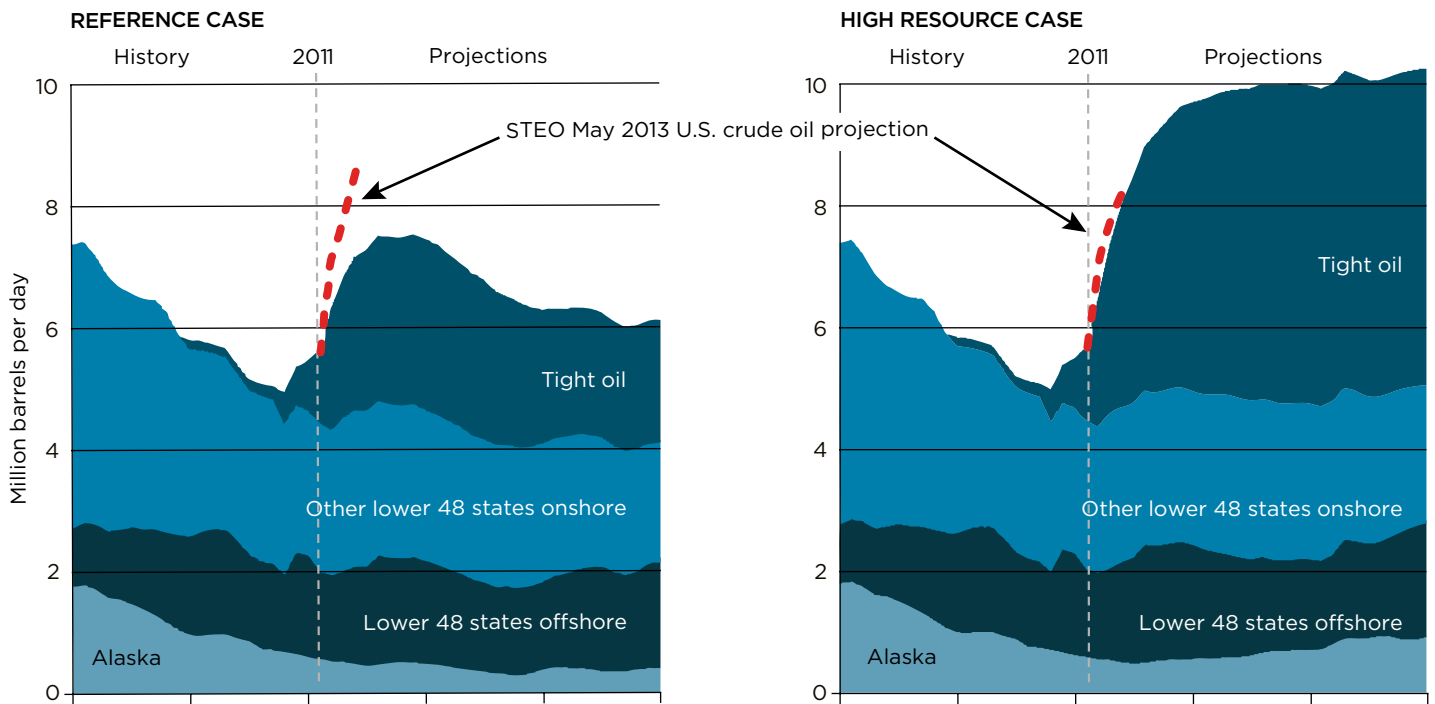 REFERENCE CASE
History 2011 Projections
10
8
6
4
2
0
Million barrels per day
Tight oil
Other lower 48 states onshore
Lower 48 states offshore
Alaska
STEO May 2013 U.S. crude oil projection
HIGH RESOURCE CASE
History 2011 Projections
10
8
6
4
2
0
Tight oil
Other lower 48 states onshore
Lower 48 states offshore
Alaska